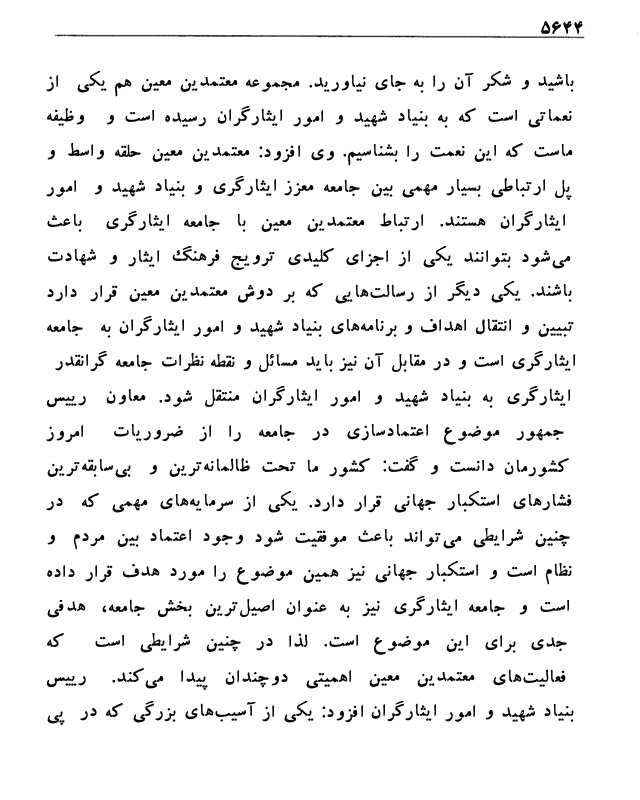 ۵۶۴۴
باشید و شکر آن را به جای نیاورید. مجموعه معتمدین معین هم یکی از
نعماتی است که به بنیاد شهید و امور ایثارگران رسیده است و وظیفه
ماست که این نعمت را بشناسیم. وی افزود: معتمدین معین حلقه واسط و
پل ارتباطی بسیار مهمی بین جامعه معزز ایثارگری و بنیاد شهید و امور
ایثارگران هستند. ارتباط معتمدین معین با جامعه ایثارگری باعث
می‌شود بتوانند یکی از اجزای کلیدی ترویج فرهنگ ایثار و شهادت
باشند. یکی دیگر از رسالت‌هایی که بر دوش معتمدین معین قرار دارد
تبیین و انتقال اهداف و برنامه‌های بنیاد شهید و امور ایثارگران به جامعه
ایثارگری است و در مقابل آن نیز باید مسائل و نقطه نظرات جامعه گرانقدر
ایثارگری به بنیاد شهید و امور ایثارگران منتقل شود. معاون رییس
جمهور موضوع اعتمادسازی در جامعه را از ضروریات امروز
کشورمان دانست و گفت: کشور ما تحت ظالمانه‌ترین و بی‌سابقه‌ترین
فشارهای استکبار جهانی قرار دارد. یکی از سرمایه‌های مهمی که در
چنین شرایطی می‌تواند باعث موفقیت شود وجود اعتماد بین مردم و
نظام است و استکبار جهانی نیز همین موضوع را مورد هدف قرار داده
است و جامعه ایثارگری نیز به عنوان اصیل‌ترین بخش جامعه، هدفی
جدی برای این موضوع است. لذا در چنین شرایطی است که
فعالیت‌های معتمدین معین اهمیتی دوچندان پیدا می‌کند. رییس
بنیاد شهید و امور ایثارگران افزود: یکی از آسیب‌های بزرگی که در پی